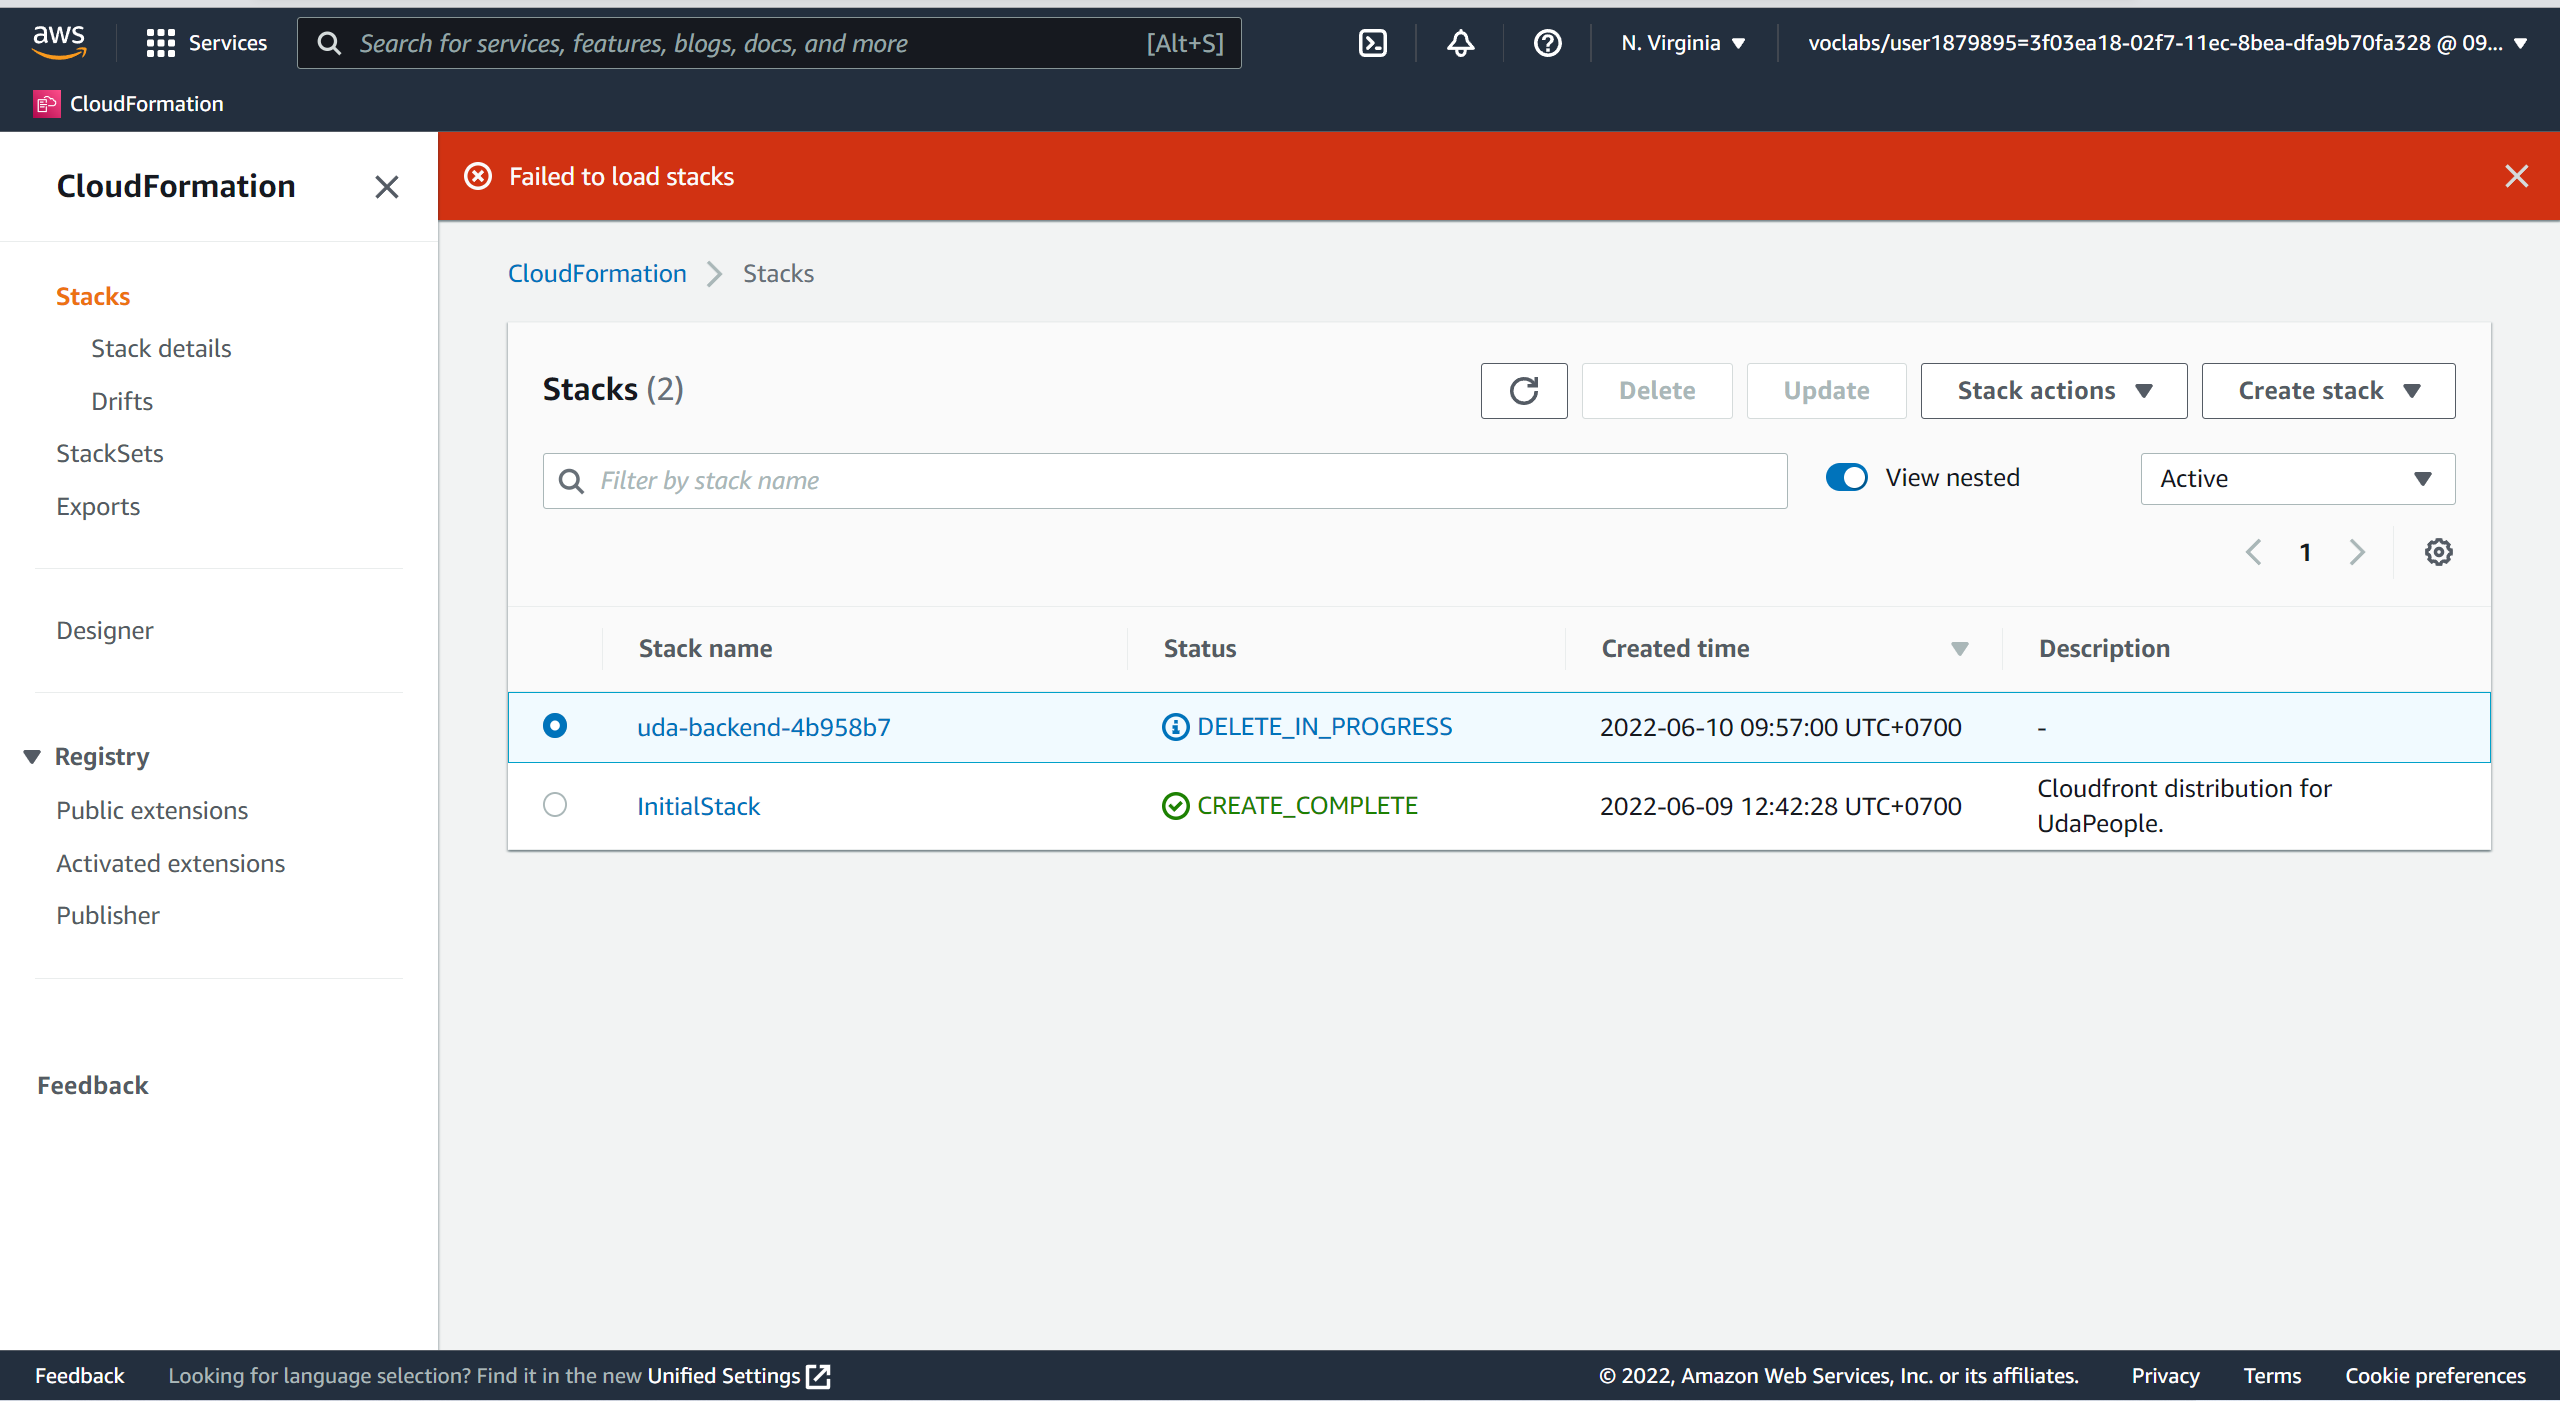 aws
Services
Search for services, features, blogs, docs, and more [Alt+S]
N. Virginia
voclabs/user1879895=3f03ea18-02f7-11ec-8bea-dfa9b70fa328 @ 09...
CloudFormation
CloudFormation
Failed to load stacks
CloudFormation Stacks
Stacks
Stack details
Drifts
StackSets
Exports
Designer
Registry
Public extensions
Activated extensions
Publisher
Feedback
Stacks (2)
Delete
Update
Stack actions
Create stack
Filter by stack name
View nested
Active
1
Stack name Status Created time Description
uda-backend-4b958b7 DELETE_IN_PROGRESS 2022-06-10 09:57:00 UTC+0700 -
InitialStack CREATE_COMPLETE 2022-06-09 12:42:28 UTC+0700 Cloudfront distribution for
UdaPeople.
Feedback Looking for language selection? Find it in the new Unified Settings © 2022, Amazon Web Services, Inc. or its affiliates. Privacy Terms Cookie preferences